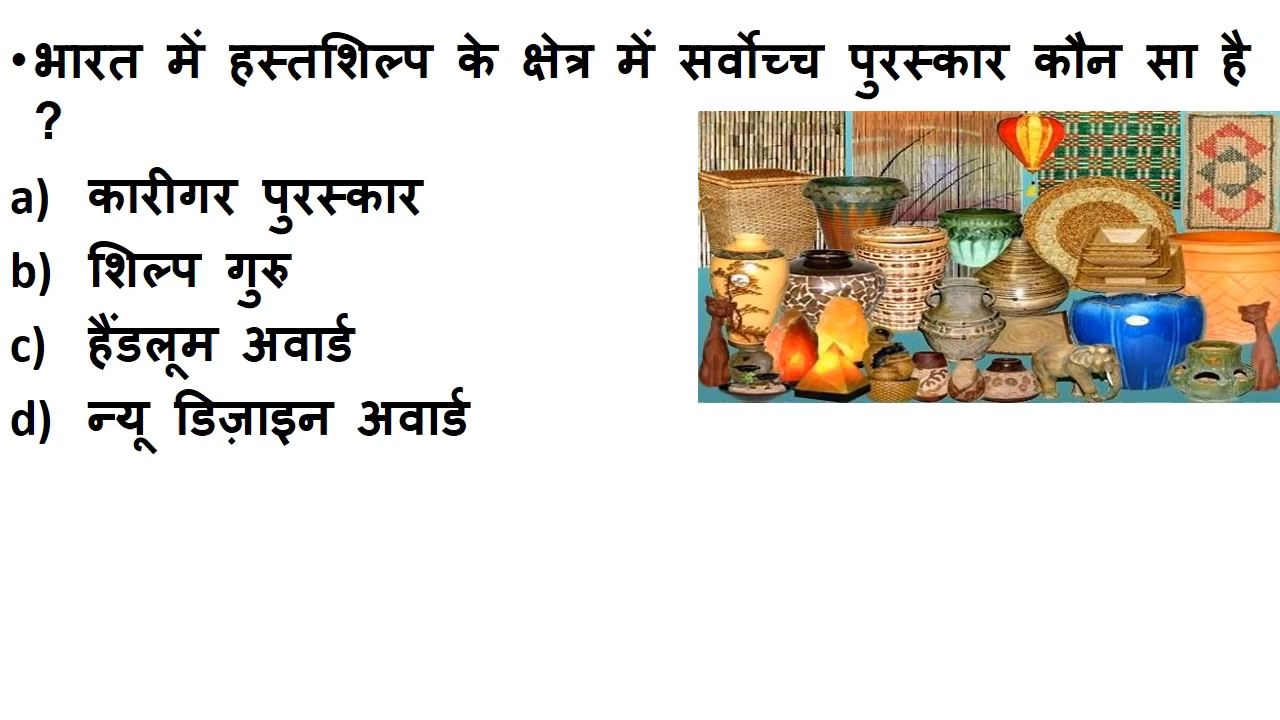 •भारत में हस्तशिल्प के क्षेत्र में सर्वोच्च पुरस्कार कौन सा है
?
a) कारीगर पुरस्कार
b) शिल्प गुरु
c) हैंडलूम अवार्ड
d) न्यू डिज़ाइन अवार्ड